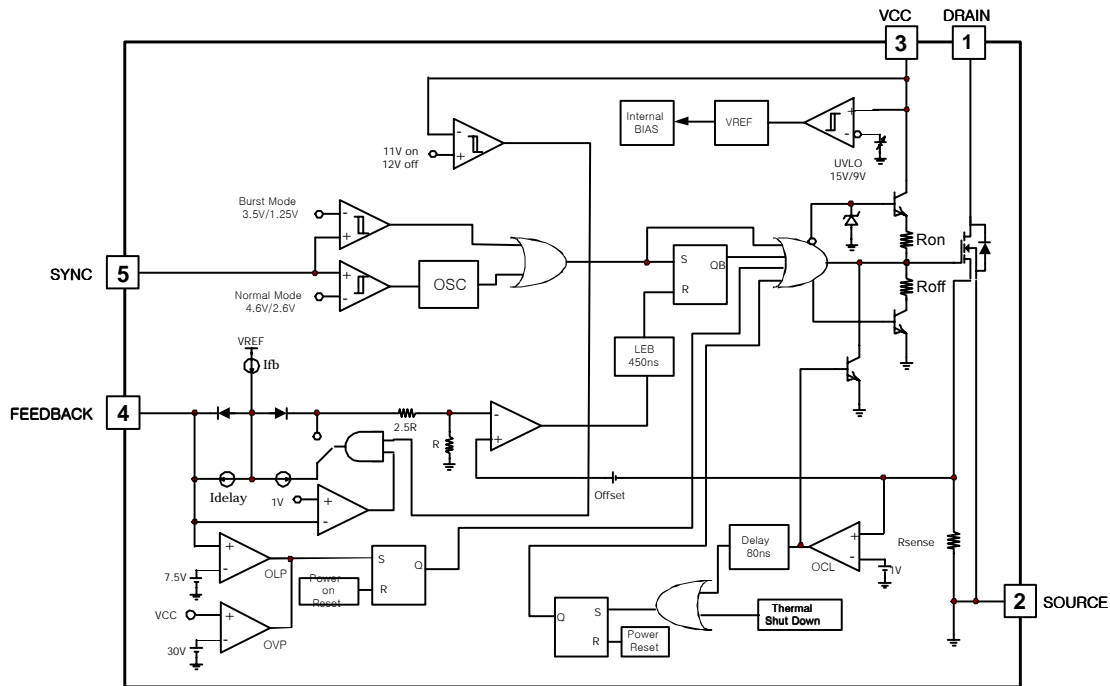 VCC DRAIN
3 1
Internal
BIAS
VREF
+
-
UVLO
15V/9V
-
+
11V on
12V off
Burst Mode
3.5V/1.25V
-
+
5
SYNC
+
-
Normal Mode
4.6V/2.6V
OSC
S
QB
R
Ron
Roff
LEB
450ns
VREF
Ifb
FEEDBACK
4
2.5R
R
-
+
Idelay
1V
+
-
Offset
+
-
7.5V
OLP
S
Q
R
Power
on
Reset
VCC
+
-
30V
OVP
Delay
80ns
+
-
OCL
1V
Rsense
Q
S
R
Power
Reset
Thermal
Shut Down
2
SOURCE